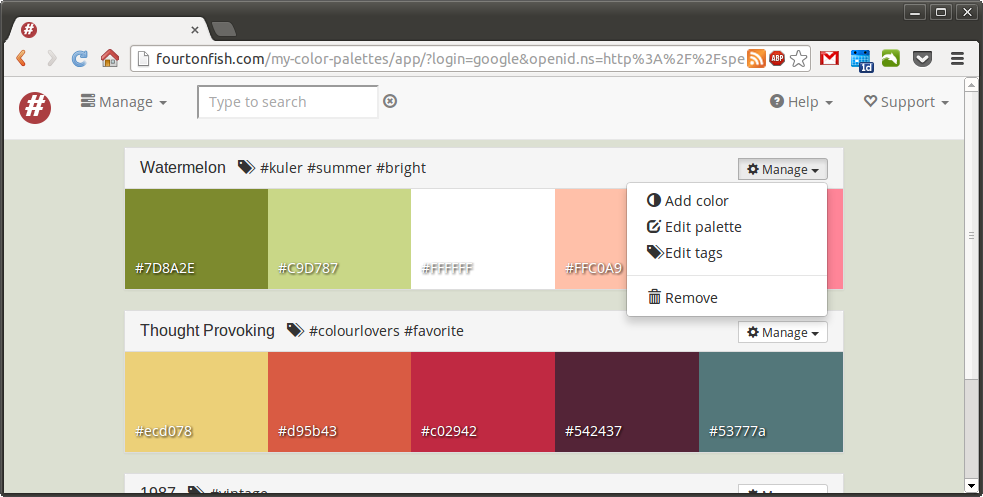 #
fourtonfish.com/my-color-palettes/app/?login=google&openid.ns=http%3A%2F%2Fspe
ABP
1d
# Manage Type to search Help Support
Watermelon #kuler #summer #bright Manage
Add color
Edit palette
Edit tags
Remove
#7D8A2E #C9D787 #FFFFFF #FFC0A9
Thought Provoking #colourlovers #favorite Manage
#ecd078 #d95b43 #c02942 #542437 #53777a
1987 #vintage